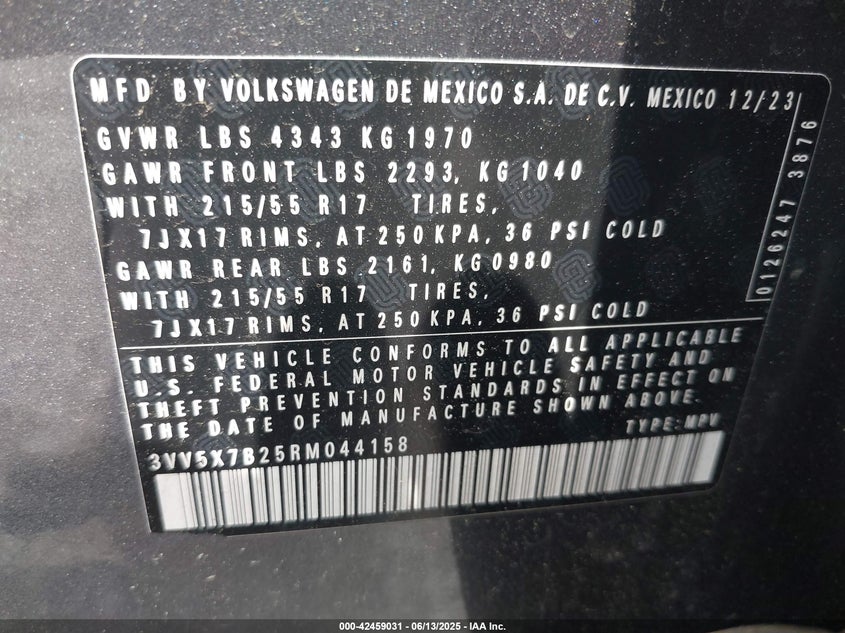 MFD BY VOLKSWAGEN DE MEXICO S.A. DE C.V. MEXICO 12/23
GVWR LBS 4343 KG 1970
GAWR FRONT LBS 2293, KG 1040
WITH 215/55 R17 TIRES,
7JX17 RIMS, AT 250 KPA, 36 PSI COLD
GAWR REAR LBS 2161, KG 0980
WITH 215/55 R17 TIRES,
7JX17 RIMS, AT 250 KPA, 36 PSI COLD
0126247 3876
THIS VEHICLE CONFORMS TO ALL APPLICABLE
U.S. FEDERAL MOTOR VEHICLE SAFETY AND
THEFT PREVENTION STANDARDS IN EFFECT ON
THE DATE OF MANUFACTURE SHOWN ABOVE.
TYPE: MPV
3VV5X7B25RM044158
000-42459031 - 06/13/2025 - IAA Inc.